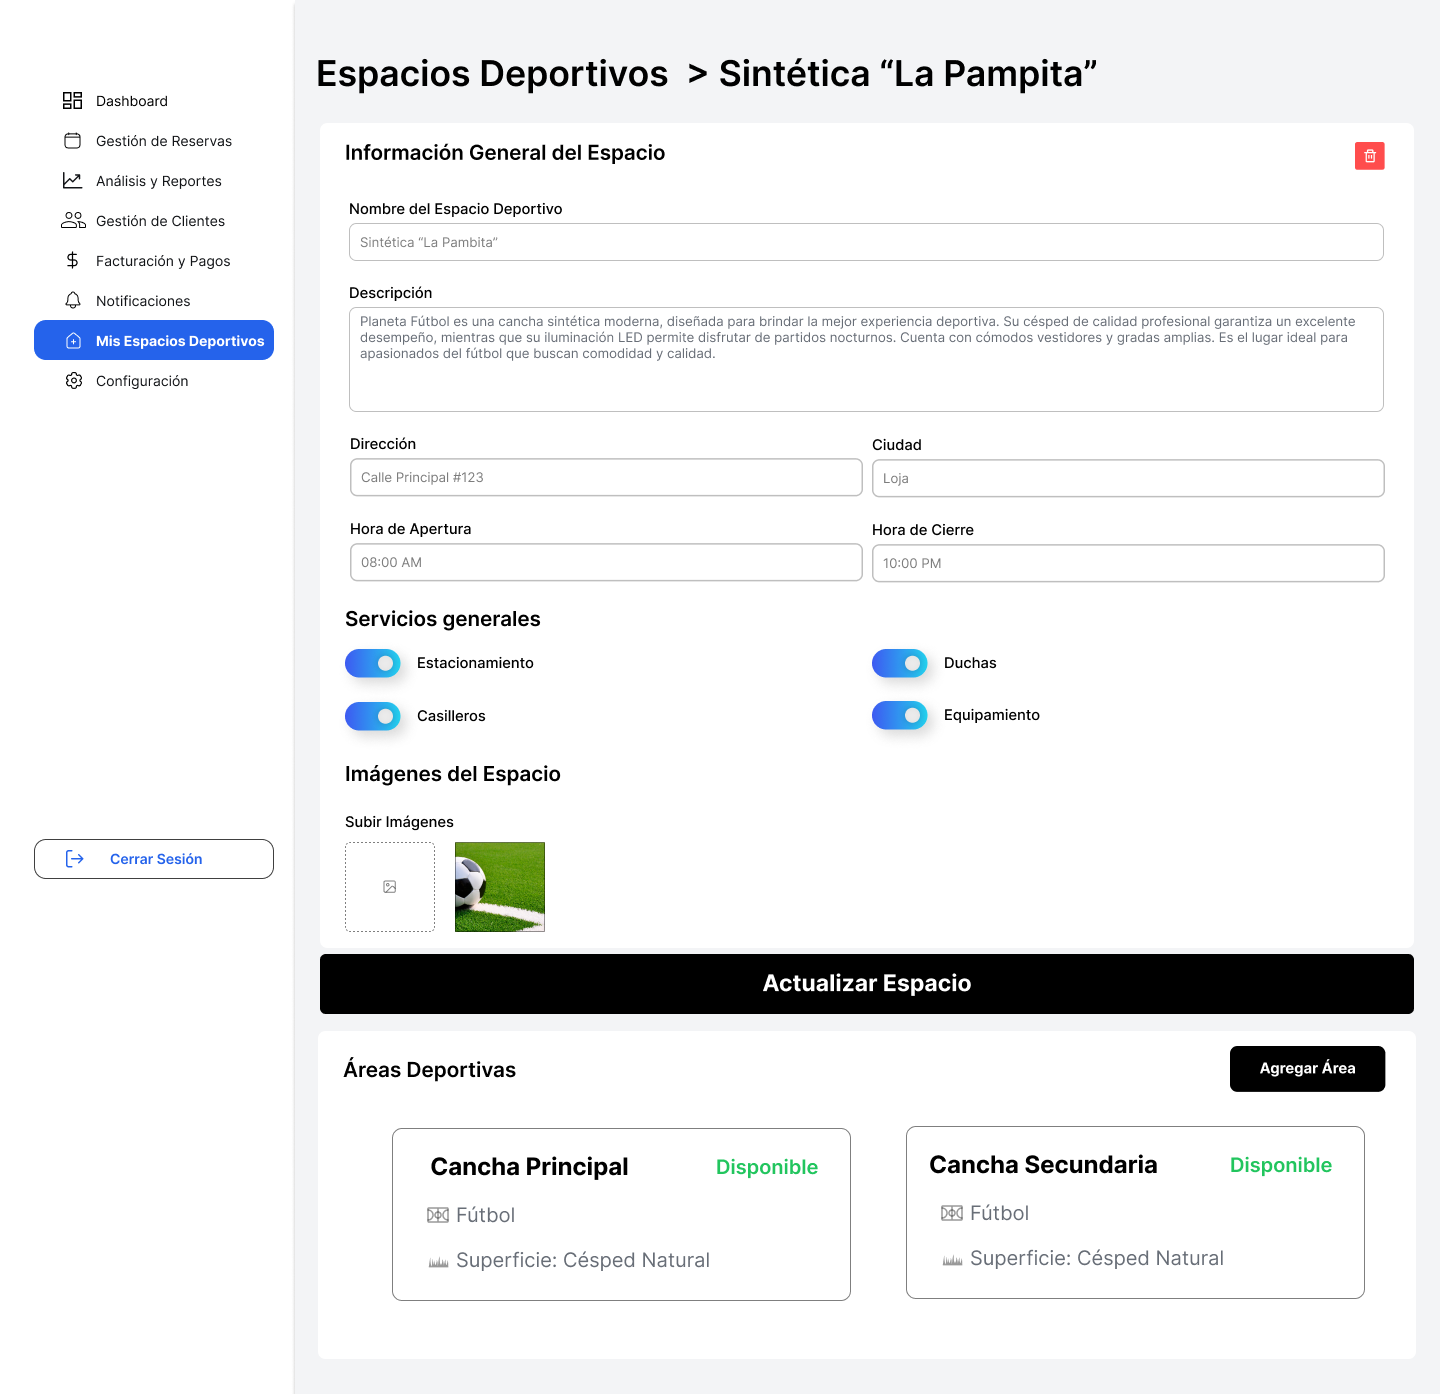 Dashboard
Gestión de Reservas
Análisis y Reportes
Gestión de Clientes
Facturación y Pagos
Notificaciones
Mis Espacios Deportivos
Configuración
Cerrar Sesión
Espacios Deportivos > Sintética “La Pampita”
Información General del Espacio
Nombre del Espacio Deportivo
Sintética “La Pambita”
Descripción
Planeta Fútbol es una cancha sintética moderna, diseñada para brindar la mejor experiencia deportiva. Su césped de calidad profesional garantiza un excelente
desempeño, mientras que su iluminación LED permite disfrutar de partidos nocturnos. Cuenta con cómodos vestidores y gradas amplias. Es el lugar ideal para
apasionados del fútbol que buscan comodidad y calidad.
Dirección
Calle Principal #123
Ciudad
Loja
Hora de Apertura
08:00 AM
Hora de Cierre
10:00 PM
Servicios generales
Estacionamiento
Duchas
Casilleros
Equipamiento
Imágenes del Espacio
Subir Imágenes
Actualizar Espacio
Áreas Deportivas
Agregar Área
Cancha Principal
Disponible
Fútbol
Superficie: Césped Natural
Cancha Secundaria
Disponible
Fútbol
Superficie: Césped Natural